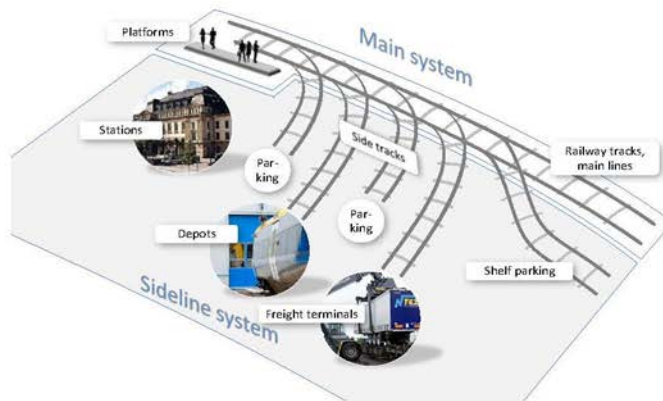 Platforms
Main system
Stations
Side tracks
Railway tracks,
main lines
Par-
king
Par-
king
Depots
Shelf parking
Freight terminals
Sideline system